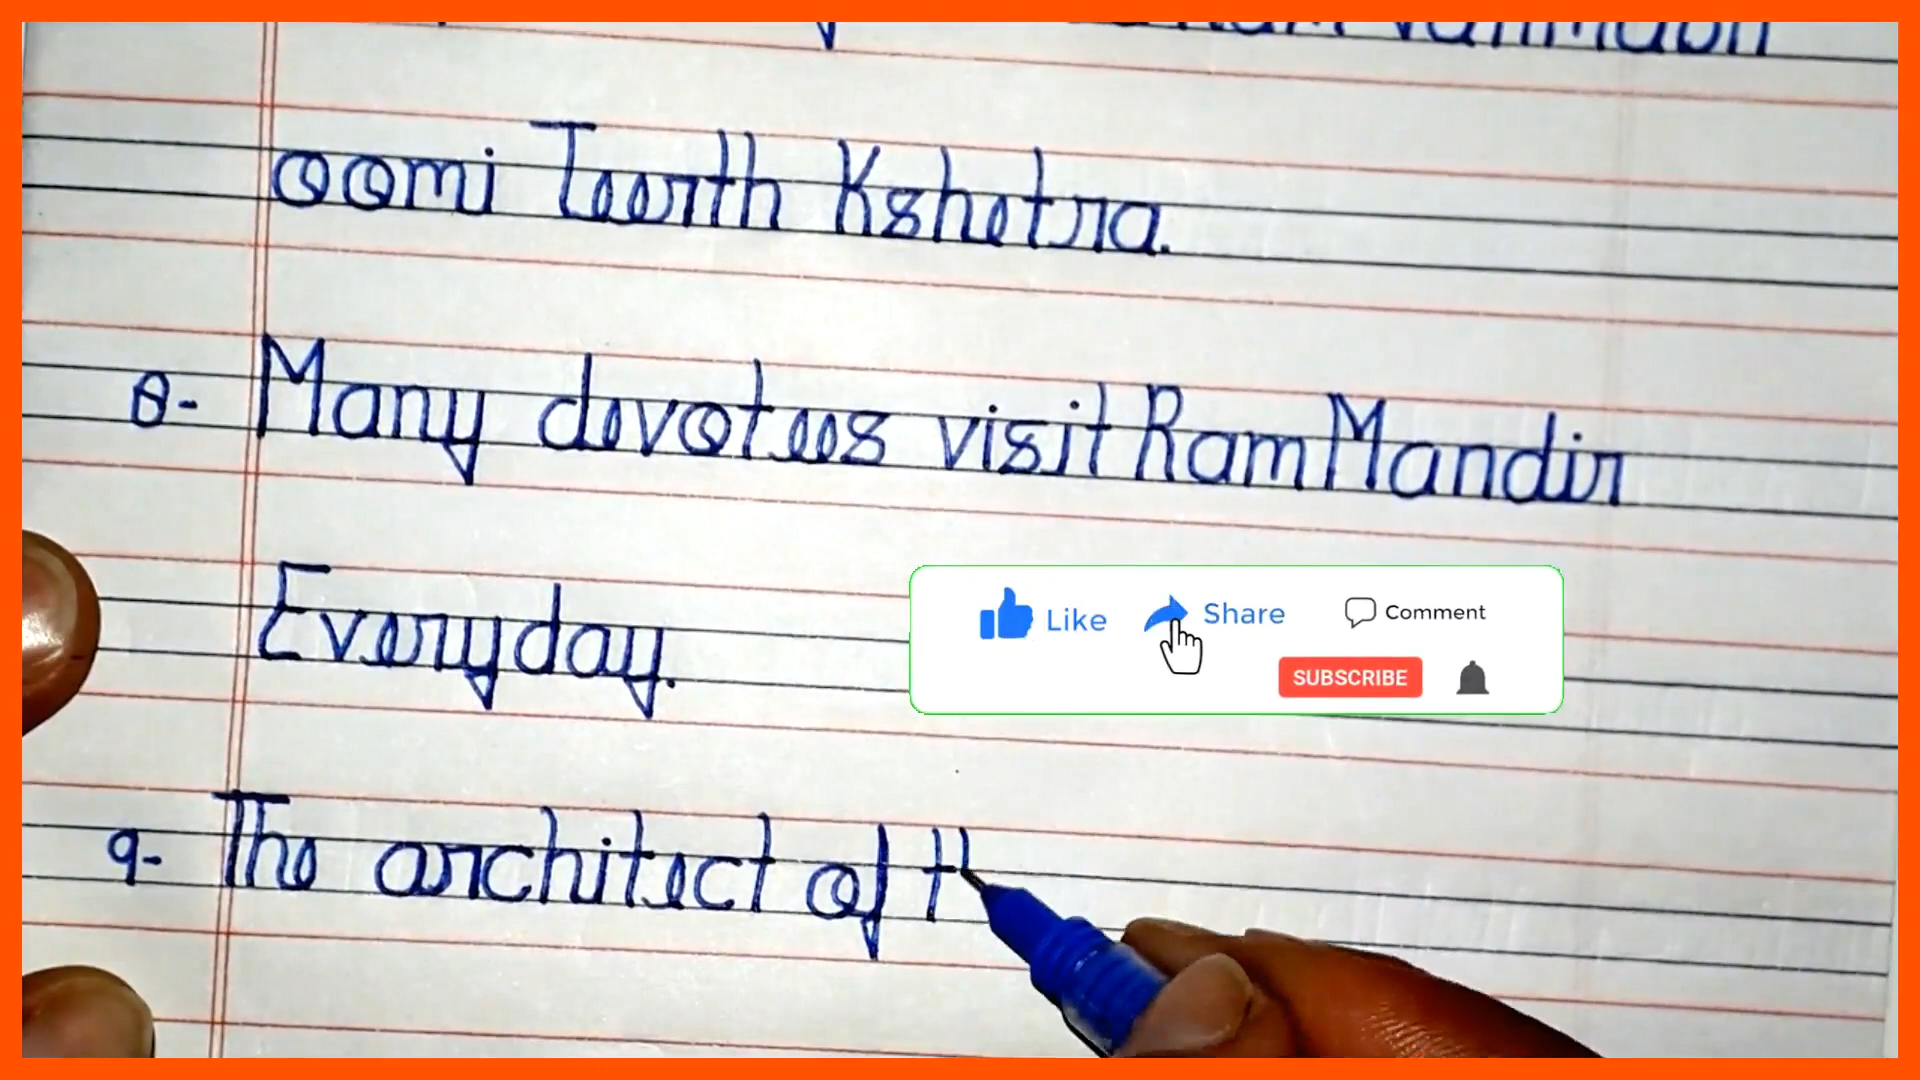 oomi Teerth Kshetra.
8- Many devotees visit Ram Mandir
Everyday.
Like Share Comment
SUBSCRIBE
9- The architect of th